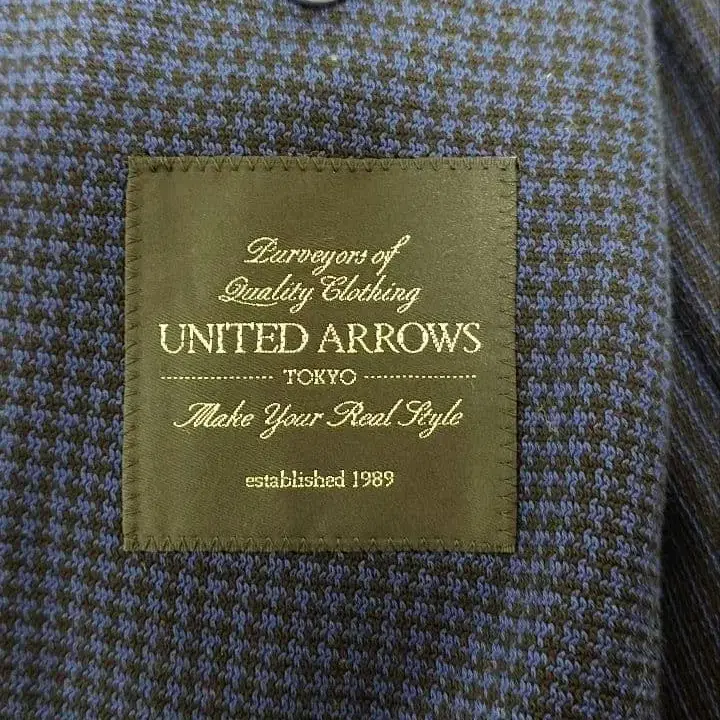 Purveyors of
Quality Clothing
UNITED ARROWS
TOKYO
Make Your Real Style
established 1989